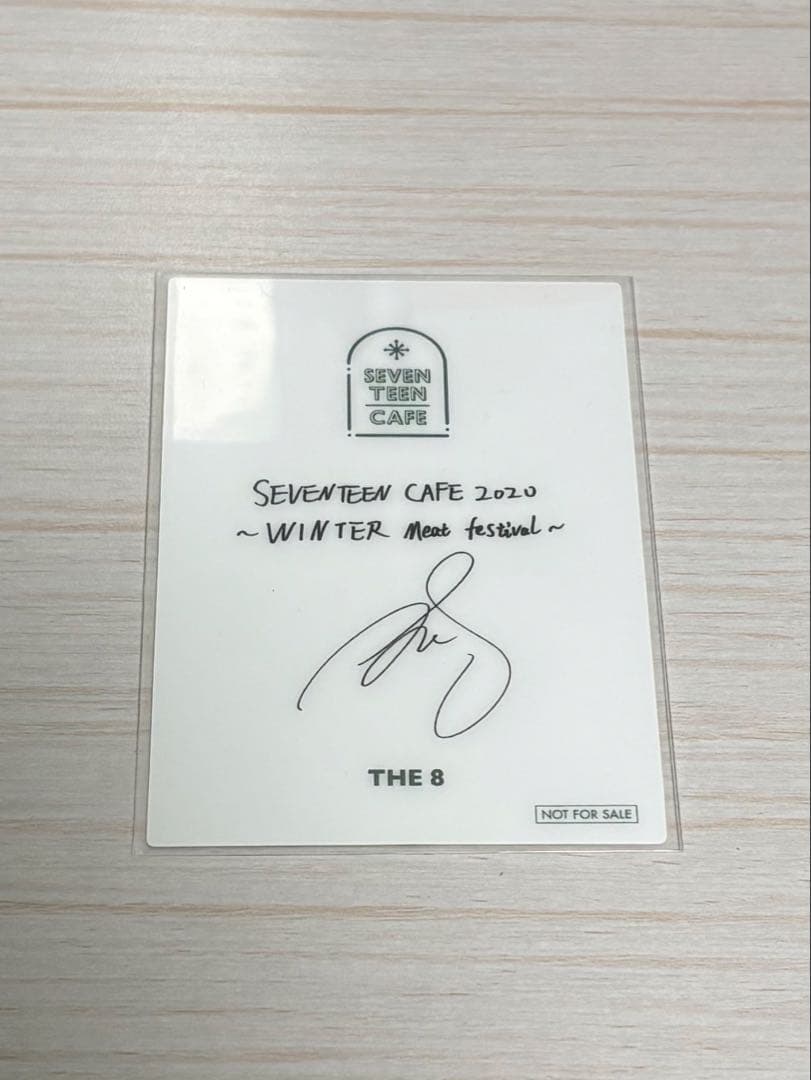 SEVEN
TEEN
CAFE
SEVENTEEN CAFE 2020
~WINTER Meat festival~
THE 8
NOT FOR SALE